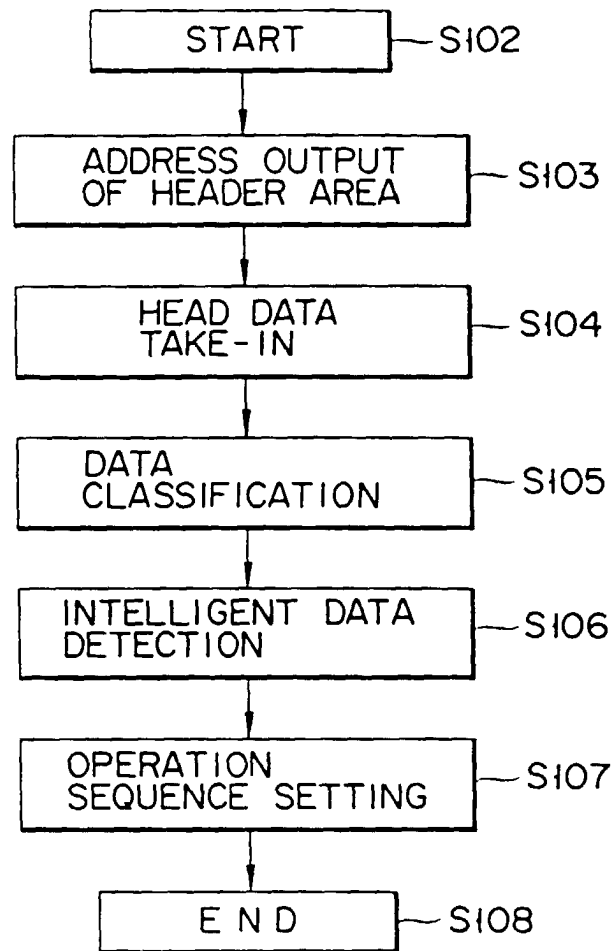 START
S102
ADDRESS OUTPUT
OF HEADER AREA
S103
HEAD DATA
TAKE-IN
S104
DATA
CLASSIFICATION
S105
INTELLIGENT DATA
DETECTION
S106
OPERATION
SEQUENCE SETTING
S107
END
S108